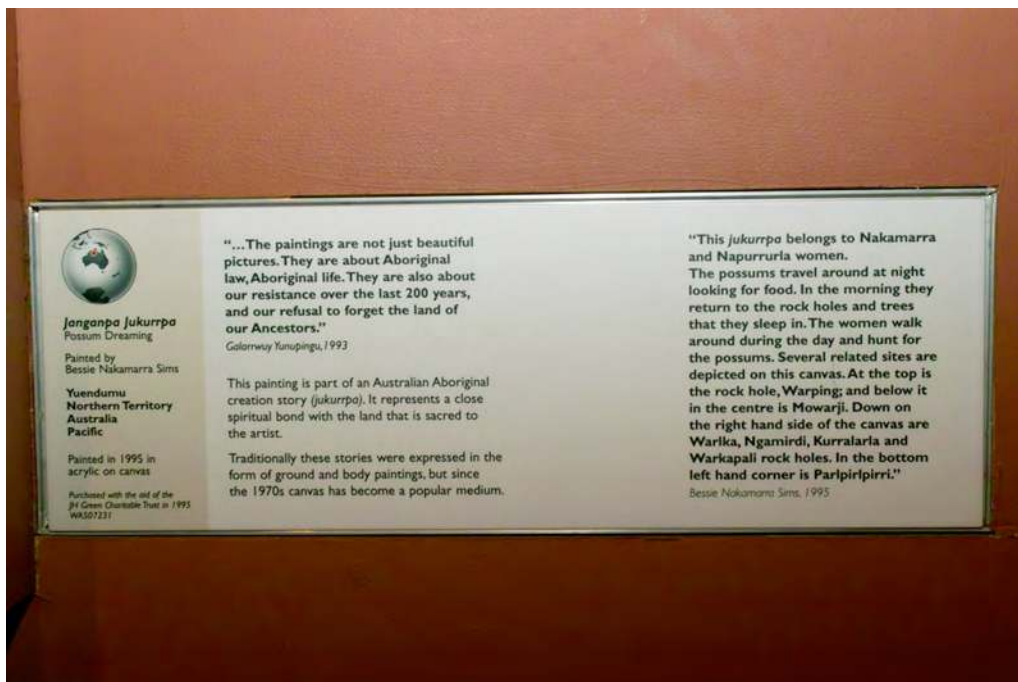 Janganpa Jukurrpa
Possum Dreaming
Painted by
Bessie Nakamarra Sims
Yuendumu
Northern Territory
Australia
Pacific
Painted in 1995 in
acrylic on canvas
Purchased with the aid of the
JH Green Charitable Trust in 1995
WAS07231
“...The paintings are not just beautiful
pictures. They are about Aboriginal
law, Aboriginal life. They are also about
our resistance over the last 200 years,
and our refusal to forget the land of
our Ancestors.”
Galarrwuy Yunupingu, 1993
This painting is part of an Australian Aboriginal
creation story (jukurrpa). It represents a close
spiritual bond with the land that is sacred to
the artist.
Traditionally these stories were expressed in the
form of ground and body paintings, but since
the 1970s canvas has become a popular medium.
“This jukurrpa belongs to Nakamarra
and Napurrurla women.
The possums travel around at night
looking for food. In the morning they
return to the rock holes and trees
that they sleep in. The women walk
around during the day and hunt for
the possums. Several related sites are
depicted on this canvas. At the top is
the rock hole, Warping; and below it
in the centre is Mowarji. Down on
the right hand side of the canvas are
Warlka, Ngamirdi, Kurralarla and
Warkapali rock holes. In the bottom
left hand corner is Parlpirlpirri.”
Bessie Nakamarra Sims, 1995